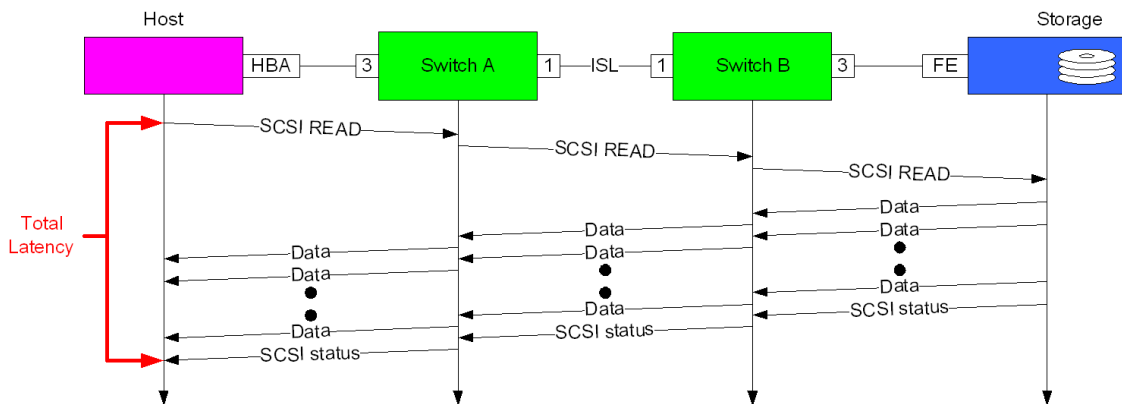 Host
Storage
HBA
3
Switch A
1
ISL
1
Switch B
3
FE
SCSI READ
SCSI READ
SCSI READ
Total
Latency
Data
Data
Data
Data
Data
Data
Data
Data
Data
SCSI status
SCSI status
SCSI status